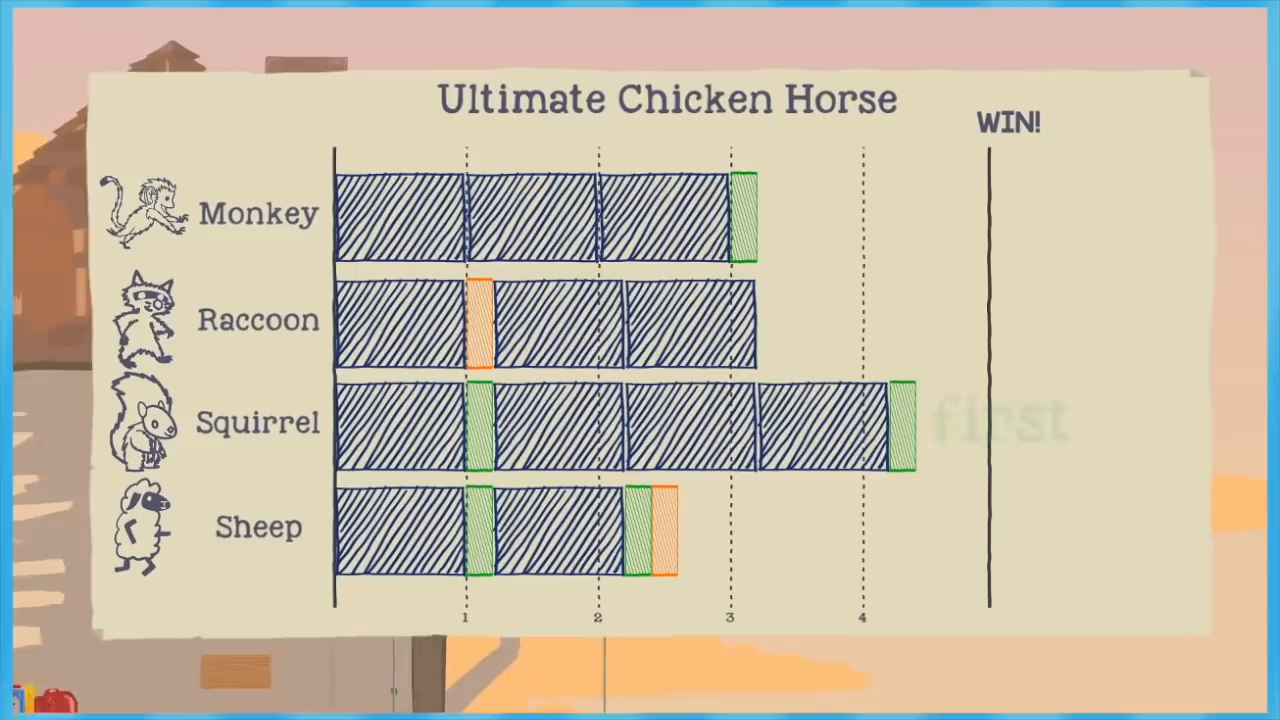 Ultimate Chicken Horse
WIN!
Monkey
Raccoon
Squirrel
first
Sheep
1 2 3 4